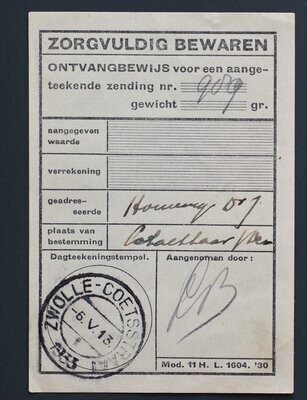 ZORGVULDIG BEWAREN
ONTVANGBEWIJS voor een aange-
teekende zending nr. 909
gewicht gr.
aangegeven
waarde
verrekening
geadres-
seerde
plaats van
bestemming
Dagteekeningstempel.
Aangenomen door:
ZWOLLE-COETSSTRAAT
-6.V.13
1933
Mod. 11 H. L. 1604. '30